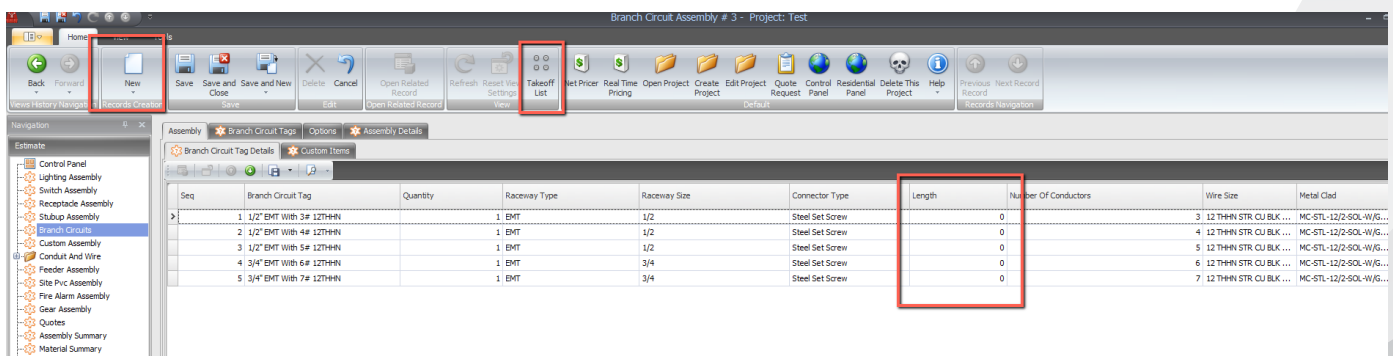 Branch Circuit Assembly # 3 - Project: Test
Home View Tools
Back Forward New Save Save and Close Save and New Delete Cancel Open Related Record Refresh Reset View Settings Takeoff List Net Pricer Real Time Pricing Open Project Create Project Edit Project Quote Request Control Panel Residential Panel Delete This Project Help Previous Record Next Record
Views History Navigation Records Creation Save Edit Open Related Record View Default Records Navigation
Navigation
Assembly Branch Circuit Tags Options Assembly Details
Estimate
Branch Circuit Tag Details Custom Items
Control Panel
Lighting Assembly
Switch Assembly
Receptacle Assembly
Stubup Assembly
Branch Circuits
Custom Assembly
Conduit And Wire
Feeder Assembly
Site Pvc Assembly
Fire Alarm Assembly
Gear Assembly
Quotes
Assembly Summary
Material Summary
Seq Branch Circuit Tag Quantity Raceway Type Raceway Size Connector Type Length Number Of Conductors Wire Size Metal Clad
1 1/2" EMT With 3# 12THHN 1 EMT 1/2 Steel Set Screw 0 3 12 THHN STR CU BLK ... MC-STL-12/2-SOL-W/G...
2 1/2" EMT With 4# 12THHN 1 EMT 1/2 Steel Set Screw 0 4 12 THHN STR CU BLK ... MC-STL-12/2-SOL-W/G...
3 1/2" EMT With 5# 12THHN 1 EMT 1/2 Steel Set Screw 0 5 12 THHN STR CU BLK ... MC-STL-12/2-SOL-W/G...
4 3/4" EMT With 6# 12THHN 1 EMT 3/4 Steel Set Screw 0 6 12 THHN STR CU BLK ... MC-STL-12/2-SOL-W/G...
5 3/4" EMT With 7# 12THHN 1 EMT 3/4 Steel Set Screw 0 7 12 THHN STR CU BLK ... MC-STL-12/2-SOL-W/G...